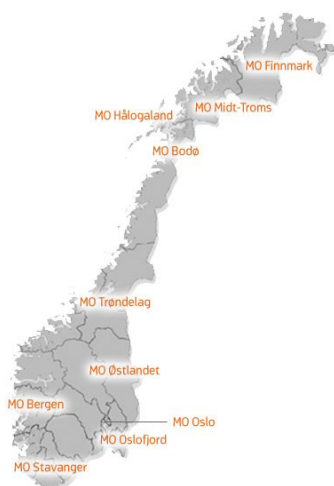 MO Finnmark
MO Midt-Troms
MO Hålogaland
MO Bodø
MO Trøndelag
MO Østlandet
MO Bergen
MO Oslo
MO Oslofjord
MO Stavanger